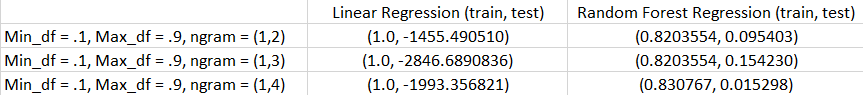 Linear Regression (train, test) Random Forest Regression (train, test)
Min_df = .1, Max_df = .9, ngram = (1,2) (1.0, -1455.490510) (0.8203554, 0.095403)
Min_df = .1, Max_df = .9, ngram = (1,3) (1.0, -2846.6890836) (0.8203554, 0.154230)
Min_df = .1, Max_df = .9, ngram = (1,4) (1.0, -1993.356821) (0.830767, 0.015298)